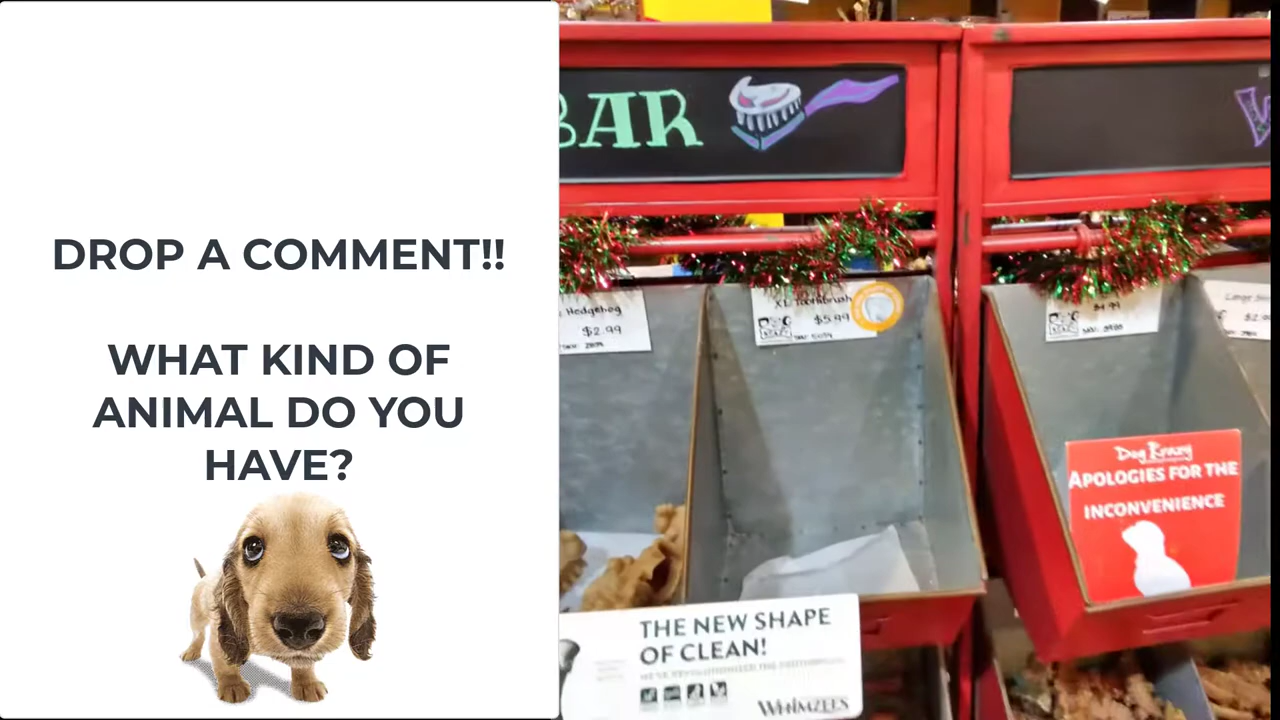 DROP A COMMENT!!
WHAT KIND OF
ANIMAL DO YOU
HAVE?
BAR
Hedgehog
$2.99
XL Toothbrush
$5.99
Large
Dog Krazy
APOLOGIES FOR THE
INCONVENIENCE
THE NEW SHAPE
OF CLEAN!
WHIMZEES